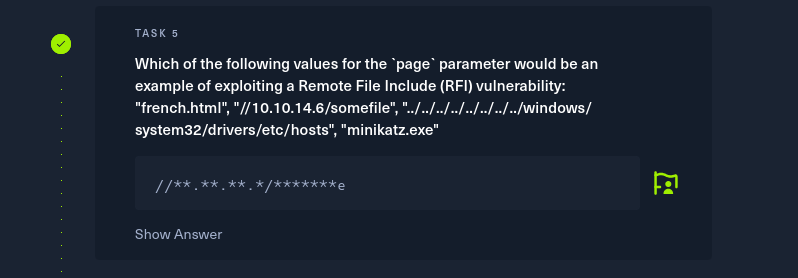 TASK 5
Which of the following values for the `page` parameter would be an
example of exploiting a Remote File Include (RFI) vulnerability:
"french.html", "//10.10.14.6/somefile", "../../../../../../../../windows/
system32/drivers/etc/hosts", "minikatz.exe"
//**.**.**.*/*******e
Show Answer